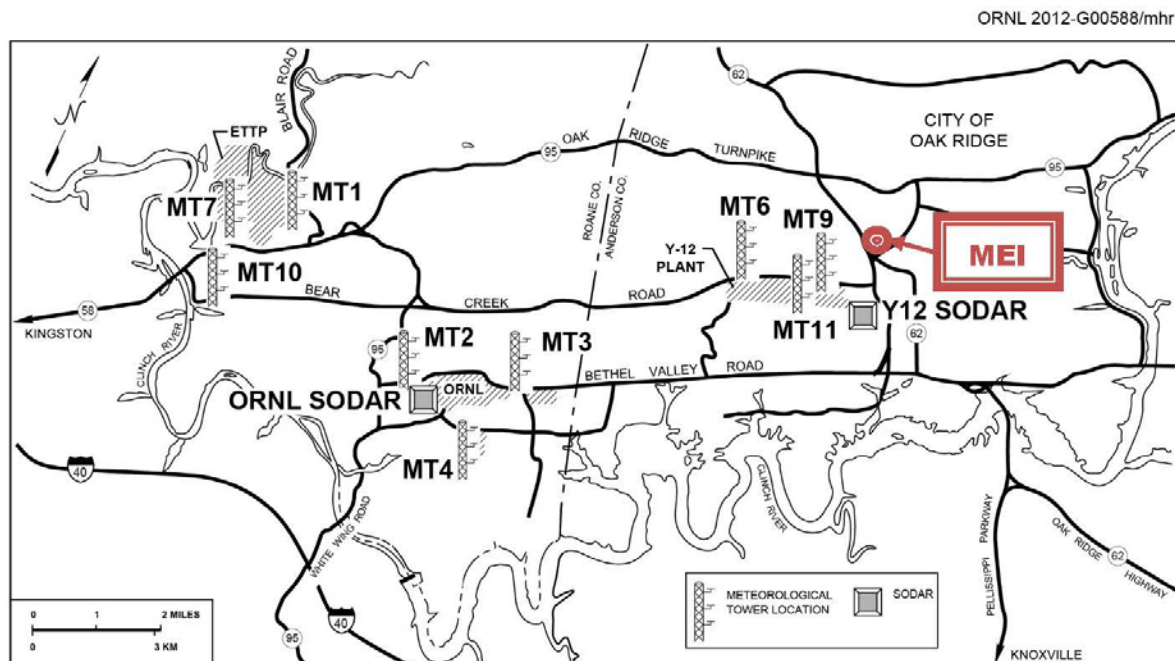 ORNL 2012-G00588/mhr
N
BLAIR ROAD
ETTP
MT7
MT1
MT10
58
KINGSTON
CLINCH RIVER
95
OAK RIDGE TURNPIKE
62
CITY OF
OAK RIDGE
95
ROANE CO.
ANDERSON CO.
MT6
MT9
Y-12
PLANT
MEI
BEAR CREEK ROAD
MT11
Y12 SODAR
62
MT2
MT3
95
ORNL
BETHEL VALLEY ROAD
ORNL SODAR
MT4
40
WHITE WING ROAD
CLINCH RIVER
PELLISSIPPI PARKWAY
OAK RIDGE
62
HIGHWAY
METEOROLOGICAL
TOWER LOCATION
SODAR
0 1 2 MILES
0 3 KM
95
40
KNOXVILLE